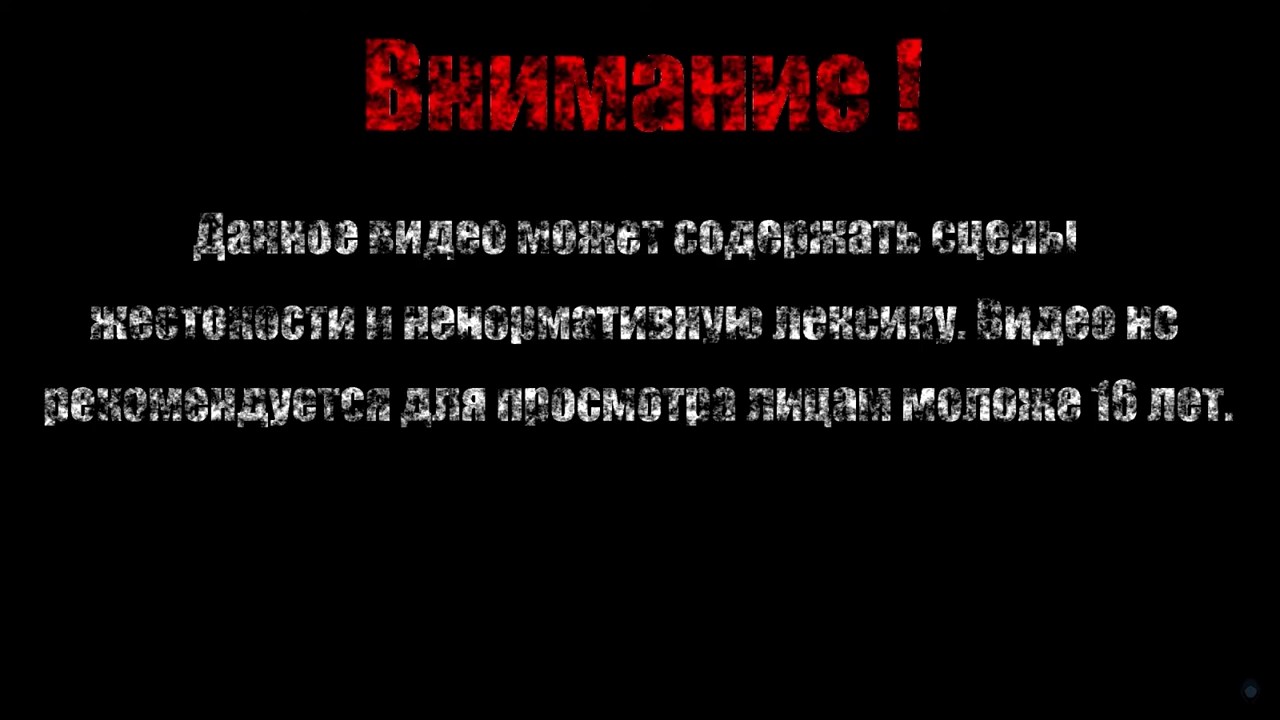 Внимание !
Данное видео может содержать сцены
жестокости и ненормативную лексику. Видео не
рекомендуется для просмотра лицам моложе 16 лет.